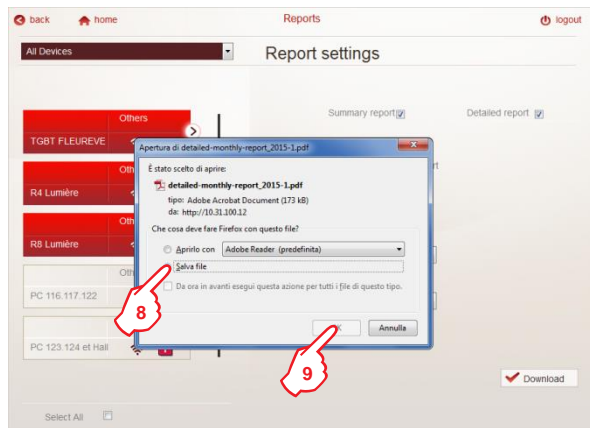 back home Reports logout
All Devices Report settings
Summary report Detailed report
Others
TGBT FLEUREVE
R4 Lumière
R8 Lumière
PC 116.117.122
PC 123.124 et Hall
Select All
Apertura di detailed-monthly-report_2015-1.pdf
È stato scelto di aprire:
detailed-monthly-report_2015-1.pdf
tipo: Adobe Acrobat Document (173 kB)
da: http://10.31.100.12
Che cosa deve fare Firefox con questo file?
Aprirlo con Adobe Reader (predefinita)
Salva file
Da ora in avanti esegui questa azione per tutti i file di questo tipo.
8
Annulla
9
Download